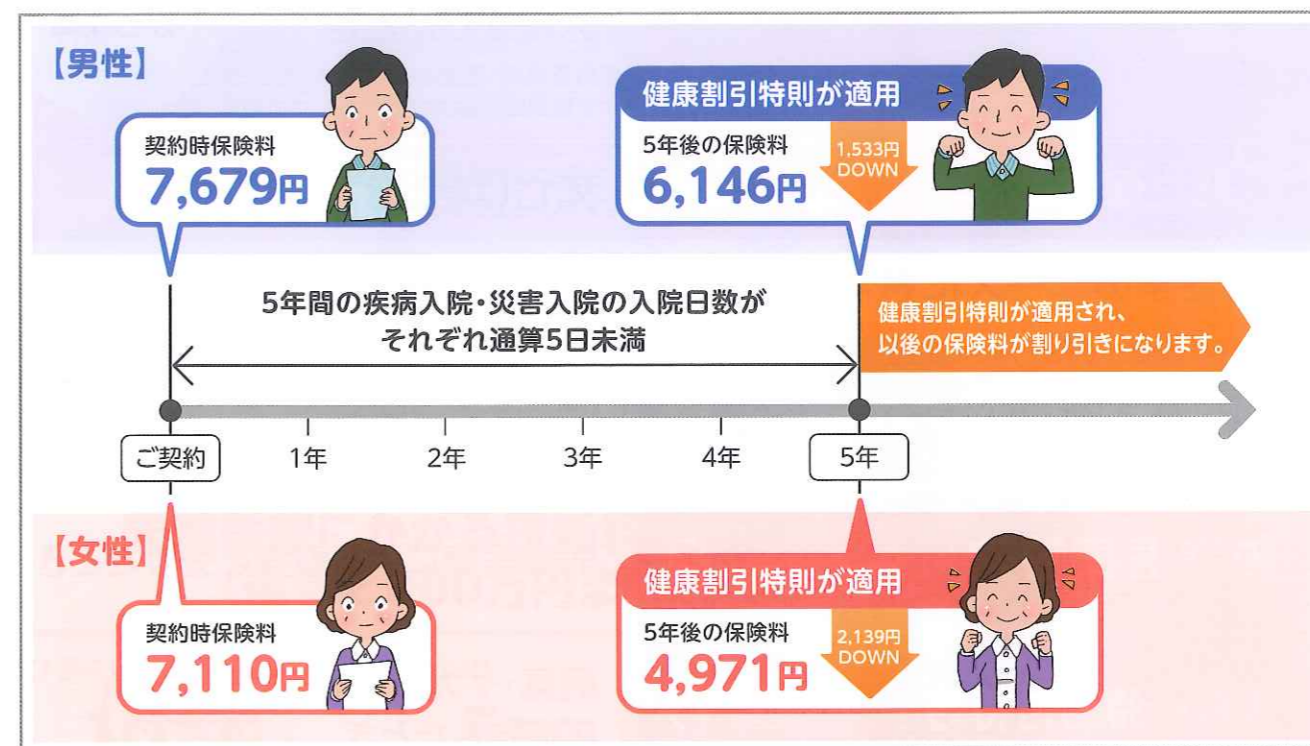 【男性】
契約時保険料
7,679円
健康割引特則が適用
5年後の保険料
6,146円
1,533円
DOWN
5年間の疾病入院・災害入院の入院日数が
それぞれ通算5日未満
健康割引特則が適用され、
以後の保険料が割り引きになります。
ご契約
1年
2年
3年
4年
5年
【女性】
契約時保険料
7,110円
健康割引特則が適用
5年後の保険料
4,971円
2,139円
DOWN